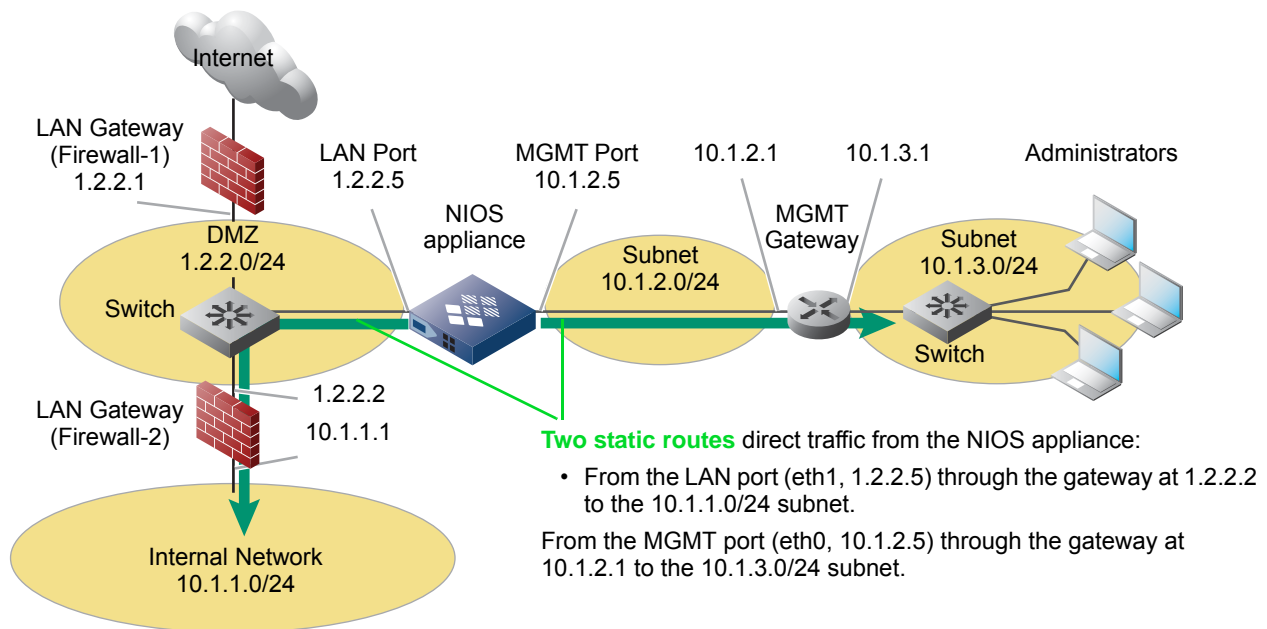 Internet
LAN Gateway
(Firewall-1)
1.2.2.1
LAN Port
1.2.2.5
MGMT Port
10.1.2.5
10.1.2.1
10.1.3.1
Administrators
NIOS
appliance
MGMT
Gateway
DMZ
1.2.2.0/24
Subnet
10.1.2.0/24
Subnet
10.1.3.0/24
Switch
Switch
LAN Gateway
(Firewall-2)
1.2.2.2
10.1.1.1
Two static routes direct traffic from the NIOS appliance:
• From the LAN port (eth1, 1.2.2.5) through the gateway at 1.2.2.2
to the 10.1.1.0/24 subnet.
From the MGMT port (eth0, 10.1.2.5) through the gateway at
10.1.2.1 to the 10.1.3.0/24 subnet.
Internal Network
10.1.1.0/24